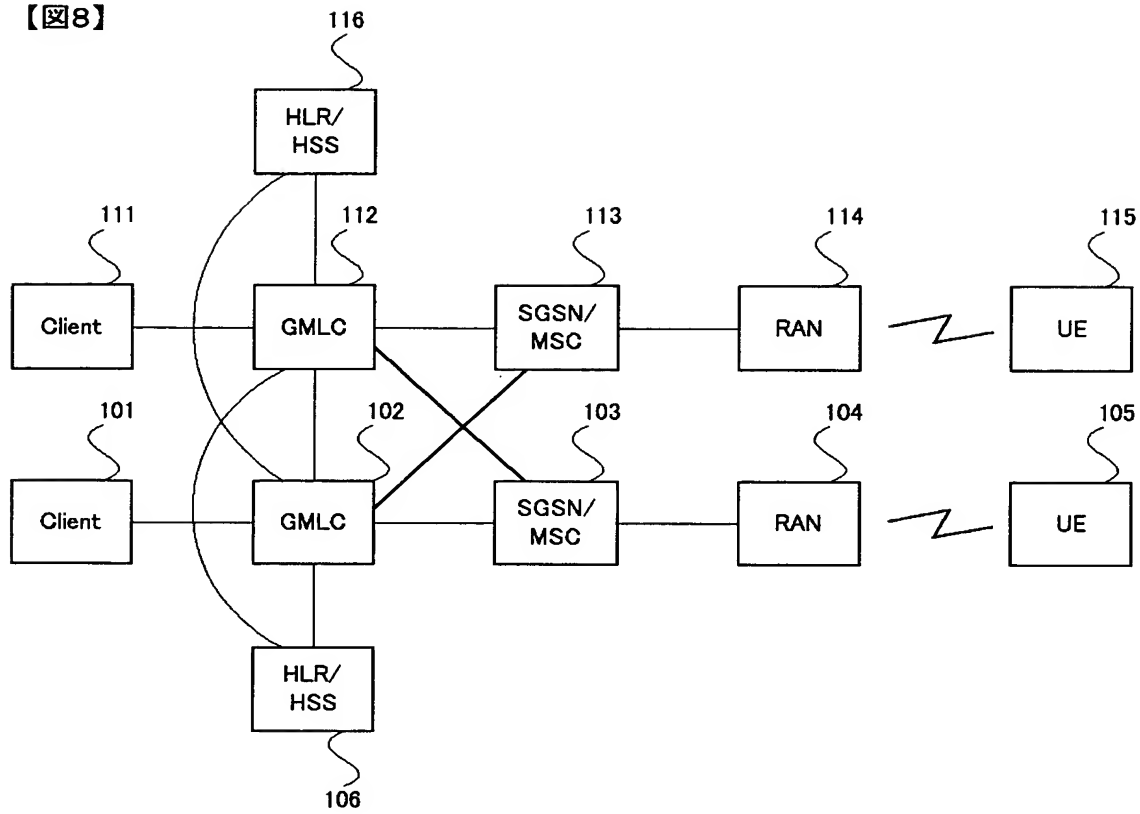 【図8】
116
HLR/
HSS
111
112
113
114
115
Client
GMLC
SGSN/
MSC
RAN
UE
101
102
103
104
105
Client
GMLC
SGSN/
MSC
RAN
UE
HLR/
HSS
106